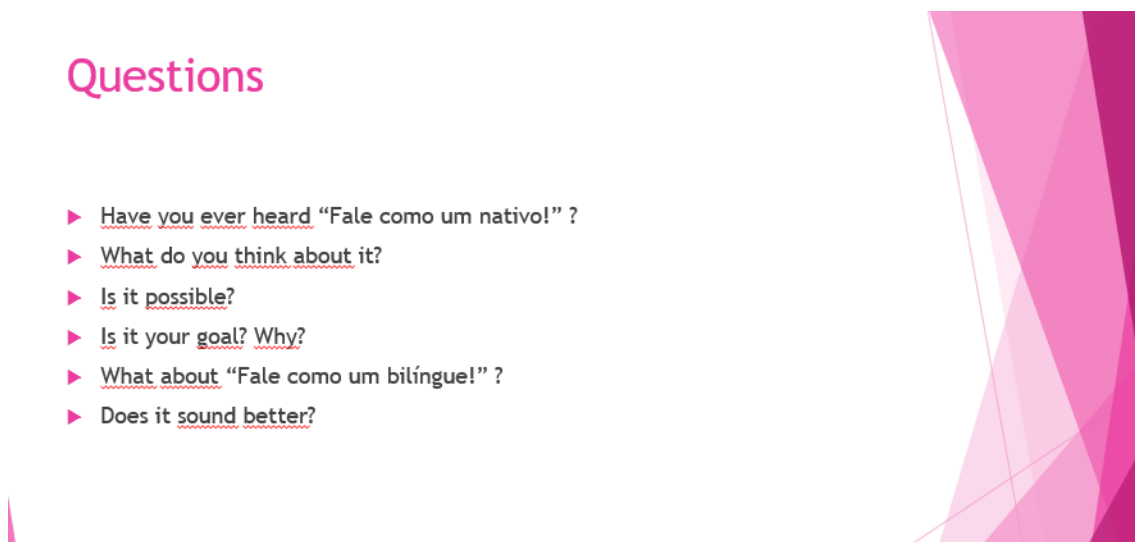 Questions
Have you ever heard “Fale como um nativo!” ?
What do you think about it?
Is it possible?
Is it your goal? Why?
What about “Fale como um bilíngue!” ?
Does it sound better?